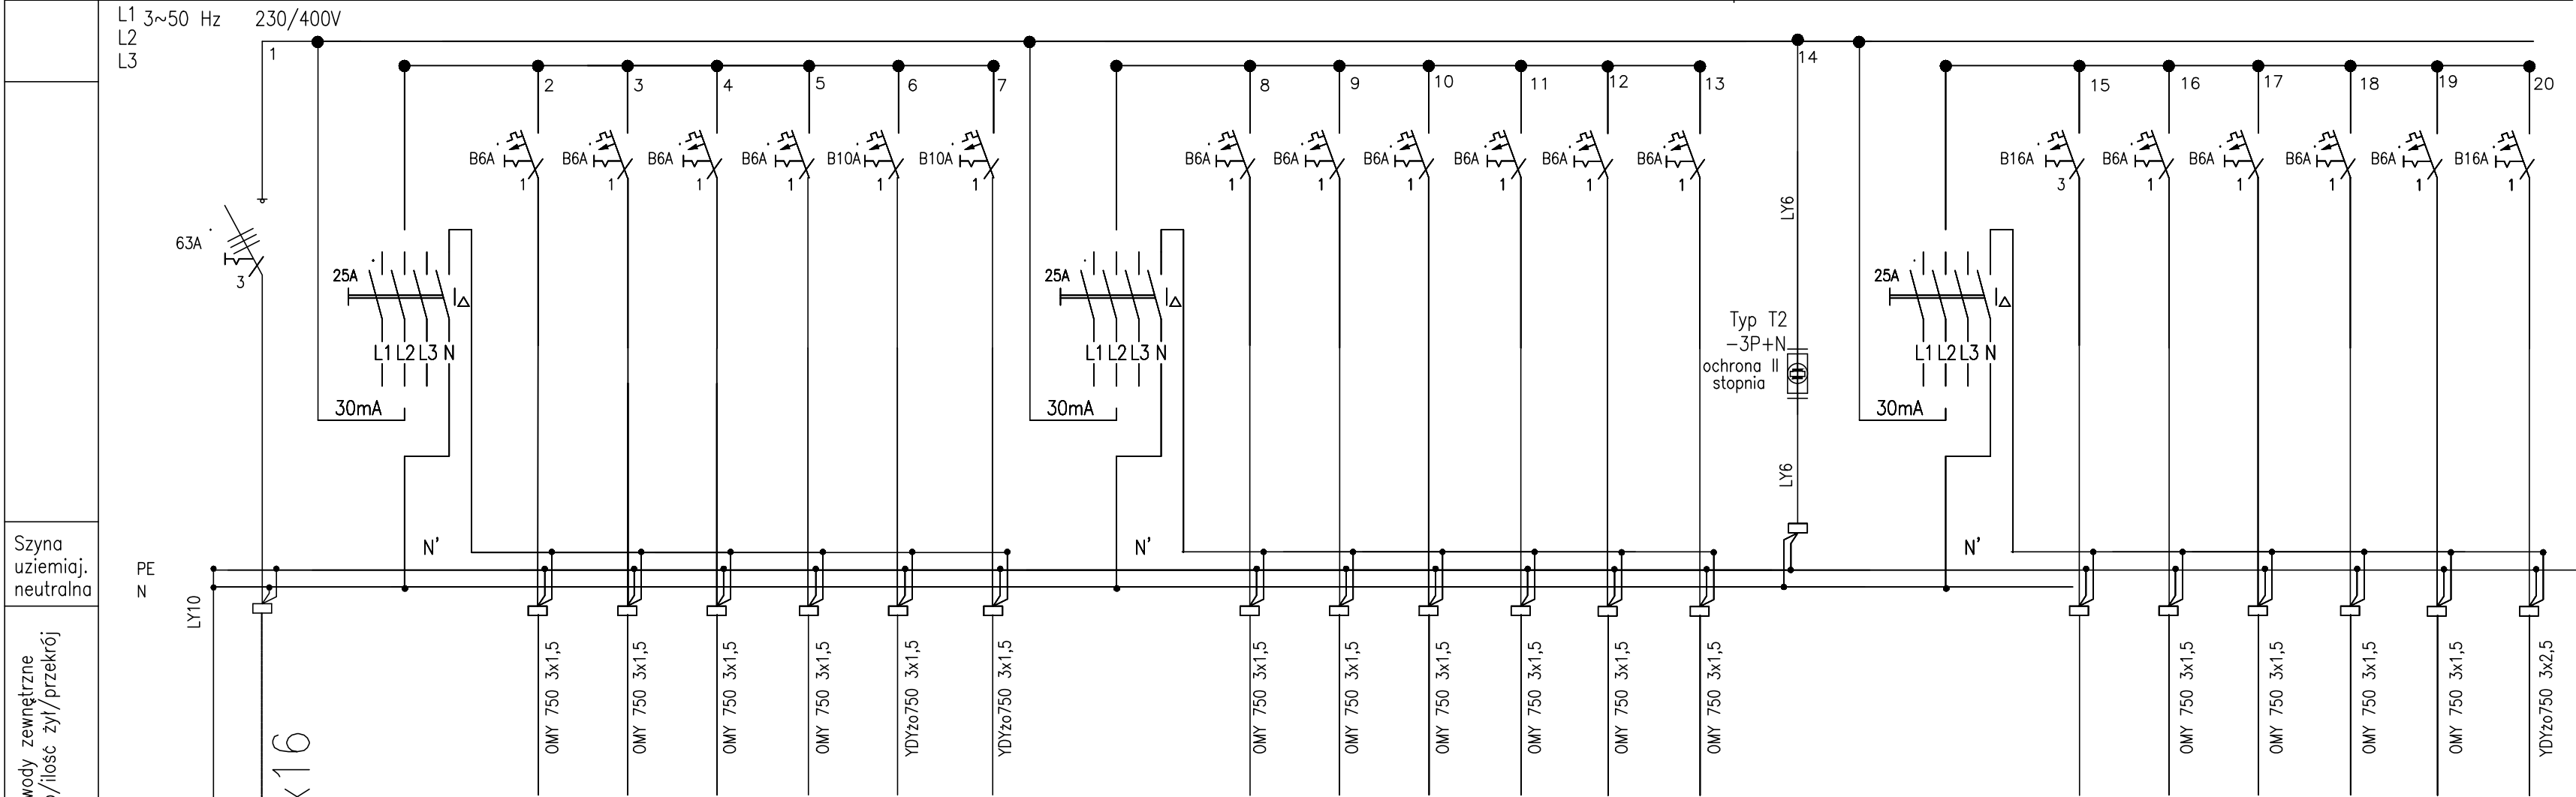 L1 3~50 Hz 230/400V
L2
L3
1 2 3 4 5 6 7 8 9 10 11 12 13 14 15 16 17 18 19 20
B6A B6A B6A B6A B10A B10A B6A B6A B6A B6A B6A B6A B16A B6A B6A B6A B6A B16A
1 1 1 1 1 1 1 1 1 1 1 1 3 1 1 1 1 1
63A
3
25A
L1 L2 L3 N
30mA
I△
25A
L1 L2 L3 N
30mA
I△
LY6
Typ T2
-3P+N
ochrona II
stopnia
LY6
25A
L1 L2 L3 N
30mA
I△
N' N' N'
Szyna
uziemiaj.
neutralna
PE
N
LY10
wody zewnętrzne
/ilość żył/przekrój
x16
OMY 750 3x1,5
OMY 750 3x1,5
OMY 750 3x1,5
OMY 750 3x1,5
YDYżo750 3x1,5
YDYżo750 3x1,5
OMY 750 3x1,5
OMY 750 3x1,5
OMY 750 3x1,5
OMY 750 3x1,5
OMY 750 3x1,5
OMY 750 3x1,5
OMY 750 3x1,5
OMY 750 3x1,5
OMY 750 3x1,5
OMY 750 3x1,5
YDYżo750 3x2,5